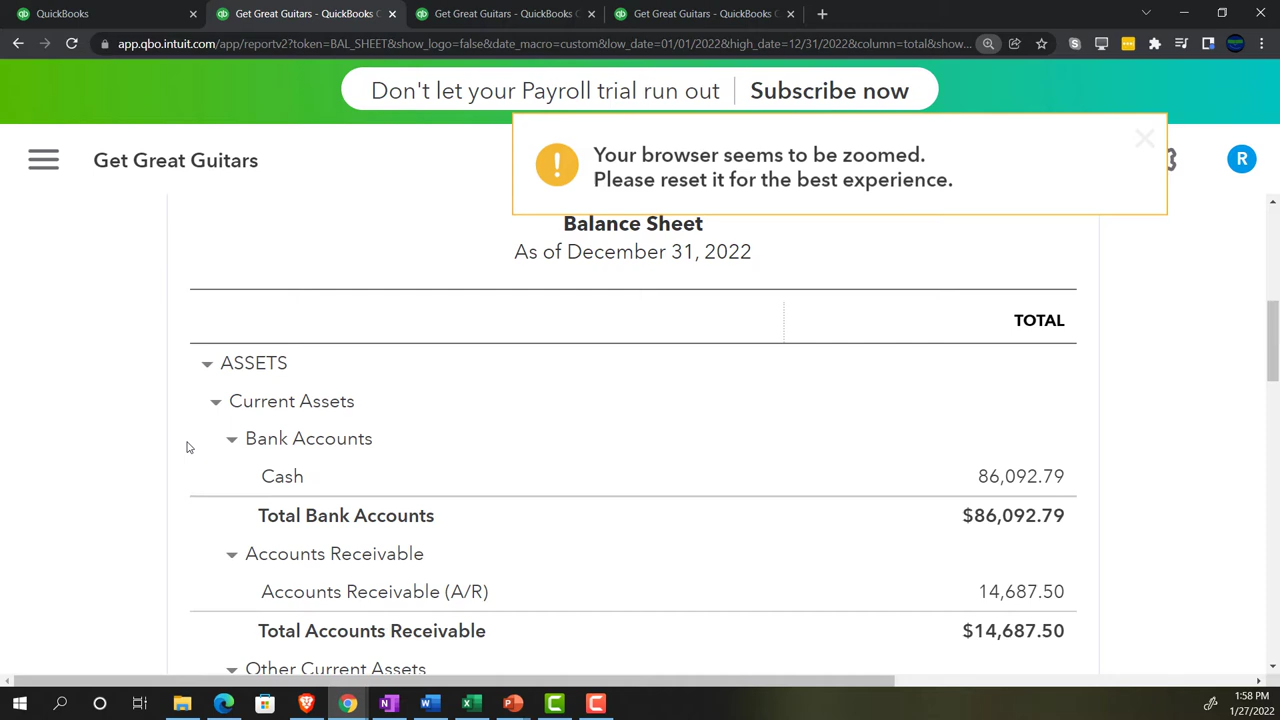 QuickBooks
Get Great Guitars - QuickBooks C
Get Great Guitars - QuickBooks O
Get Great Guitars - QuickBooks O
app.qbo.intuit.com/app/reportv2?token=BAL_SHEET&show_logo=false&date_macro=custom&low_date=01/01/2022&high_date=12/31/2022&column=total&show...
Don't let your Payroll trial run out
Subscribe now
Your browser seems to be zoomed.
Please reset it for the best experience.
Get Great Guitars
R
Balance Sheet
As of December 31, 2022
TOTAL
ASSETS
Current Assets
Bank Accounts
Cash 86,092.79
Total Bank Accounts $86,092.79
Accounts Receivable
Accounts Receivable (A/R) 14,687.50
Total Accounts Receivable $14,687.50
Other Current Assets
1:58 PM
1/27/2022